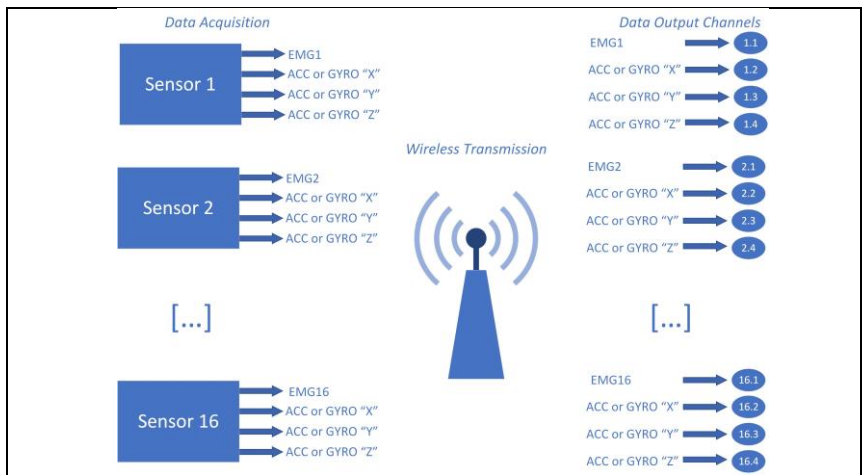 Data Acquisition
Sensor 1
EMG1
ACC or GYRO “X”
ACC or GYRO “Y”
ACC or GYRO “Z”
Sensor 2
EMG2
ACC or GYRO “X”
ACC or GYRO “Y”
ACC or GYRO “Z”
[...]
Sensor 16
EMG16
ACC or GYRO “X”
ACC or GYRO “Y”
ACC or GYRO “Z”
Wireless Transmission
Data Output Channels
EMG1 1.1
ACC or GYRO “X” 1.2
ACC or GYRO “Y” 1.3
ACC or GYRO “Z” 1.4
EMG2 2.1
ACC or GYRO “X” 2.2
ACC or GYRO “Y” 2.3
ACC or GYRO “Z” 2.4
[...]
EMG16 16.1
ACC or GYRO “X” 16.2
ACC or GYRO “Y” 16.3
ACC or GYRO “Z” 16.4